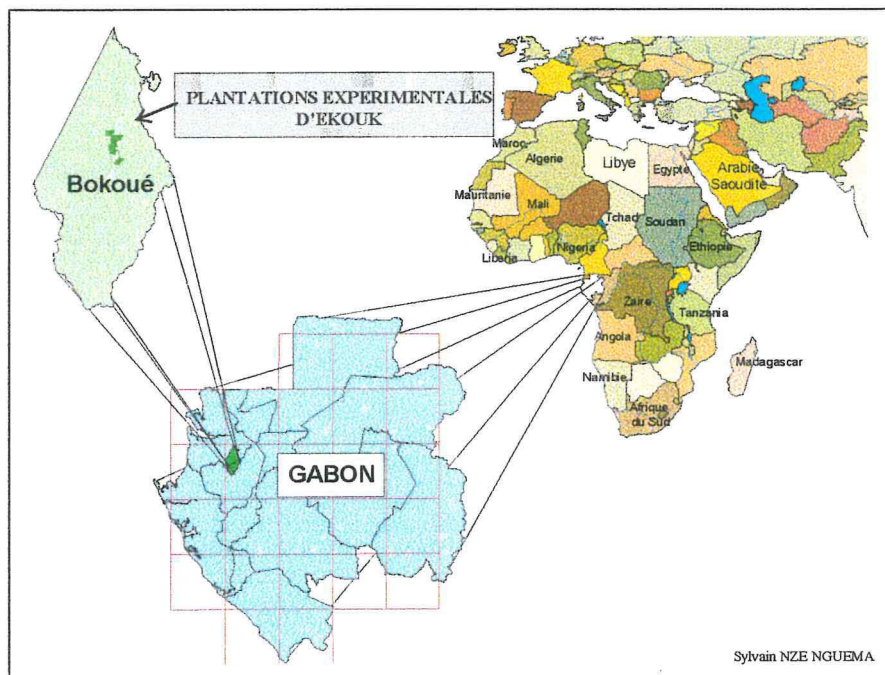 PLANTATIONS EXPERIMENTALES
D'EKOUK
Bokoué
Maroc
Algerie
Libye
Egypte
Arabie
Saoudite
Mauritanie
Mali
Tchad
Soudan
Liberia
Nigeria
Ethiopie
Zaire
Tanzania
Angola
Madagascar
Namibie
Afrique
du Sud
GABON
Sylvain NZE NGUEMA